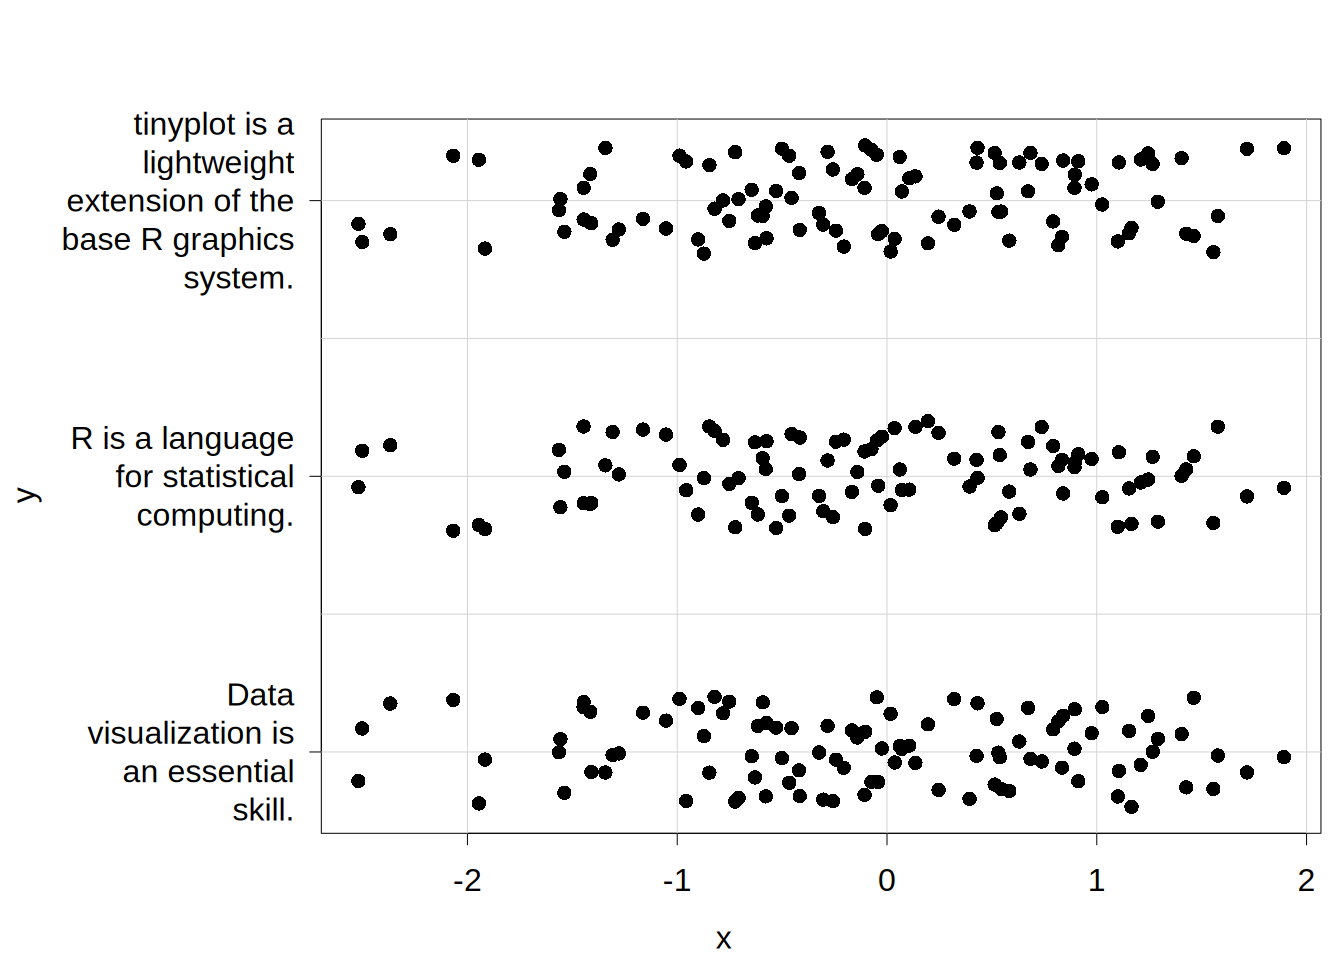 tinyplot is a
lightweight
extension of the
base R graphics
system.
R is a language
for statistical
computing.
y
Data
visualization is
an essential
skill.
-2 -1 0 1 2
x